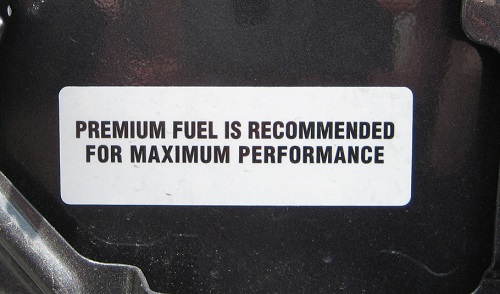 PREMIUM FUEL IS RECOMMENDED
FOR MAXIMUM PERFORMANCE